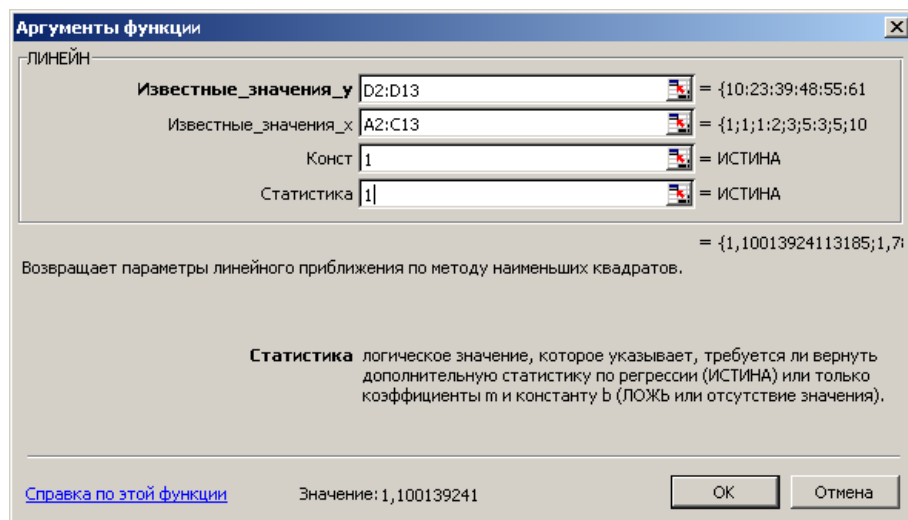 Аргументы функции
ЛИНЕЙН
Известные_значения_y D2:D13 = {10:23:39:48:55:61
Известные_значения_x A2:C13 = {1;1;1:2;3;5:3;5;10
Конст 1 = ИСТИНА
Статистика 1 = ИСТИНА
= {1,10013924113185;1,7
Возвращает параметры линейного приближения по методу наименьших квадратов.
Статистика логическое значение, которое указывает, требуется ли вернуть
дополнительную статистику по регрессии (ИСТИНА) или только
коэффициенты m и константу b (ЛОЖЬ или отсутствие значения).
Справка по этой функции Значение: 1,100139241 OK Отмена